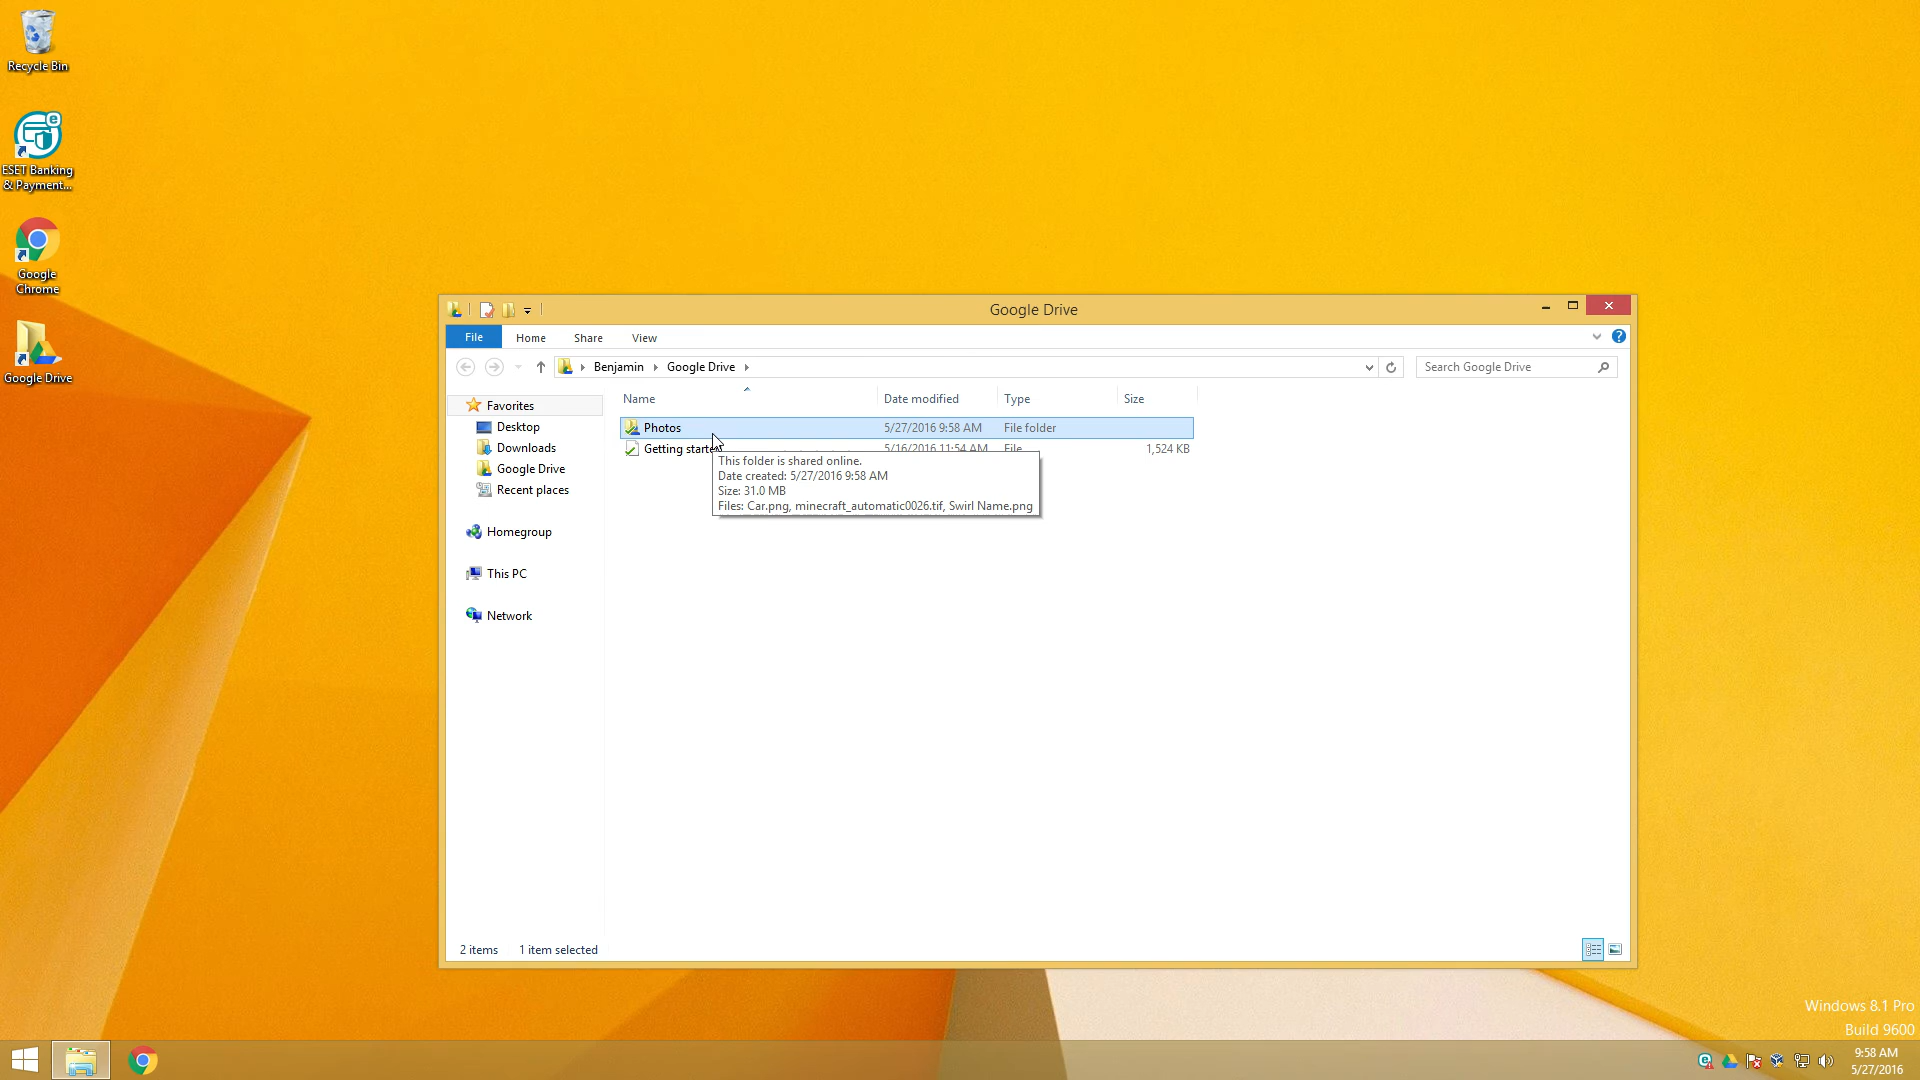 Recycle Bin
ESET Banking
& Payment...
Google
Chrome
Google Drive
Google Drive
File
Home
Share
View
Benjamin
Google Drive
Search Google Drive
Name
Date modified
Type
Size
Favorites
Desktop
Downloads
Google Drive
Recent places
Homegroup
This PC
Network
Photos 5/27/2016 9:58 AM File folder
Getting starte 5/16/2016 11:54 AM File 1,524 KB
This folder is shared online.
Date created: 5/27/2016 9:58 AM
Size: 31.0 MB
Files: Car.png, minecraft_automatic0026.tif, Swirl Name.png
2 items
1 item selected
Windows 8.1 Pro
Build 9600
9:58 AM
5/27/2016